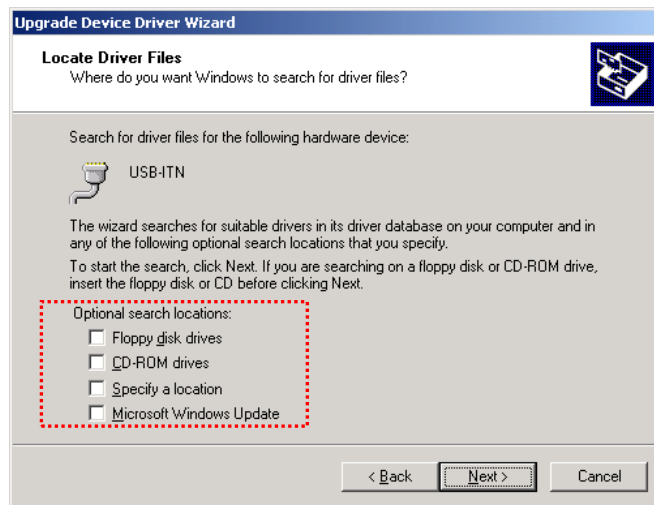 Upgrade Device Driver Wizard
Locate Driver Files
Where do you want Windows to search for driver files?
Search for driver files for the following hardware device:
USB-ITN
The wizard searches for suitable drivers in its driver database on your computer and in
any of the following optional search locations that you specify.
To start the search, click Next. If you are searching on a floppy disk or CD-ROM drive,
insert the floppy disk or CD before clicking Next.
Optional search locations:
Floppy disk drives
CD-ROM drives
Specify a location
Microsoft Windows Update
< Back Next > Cancel